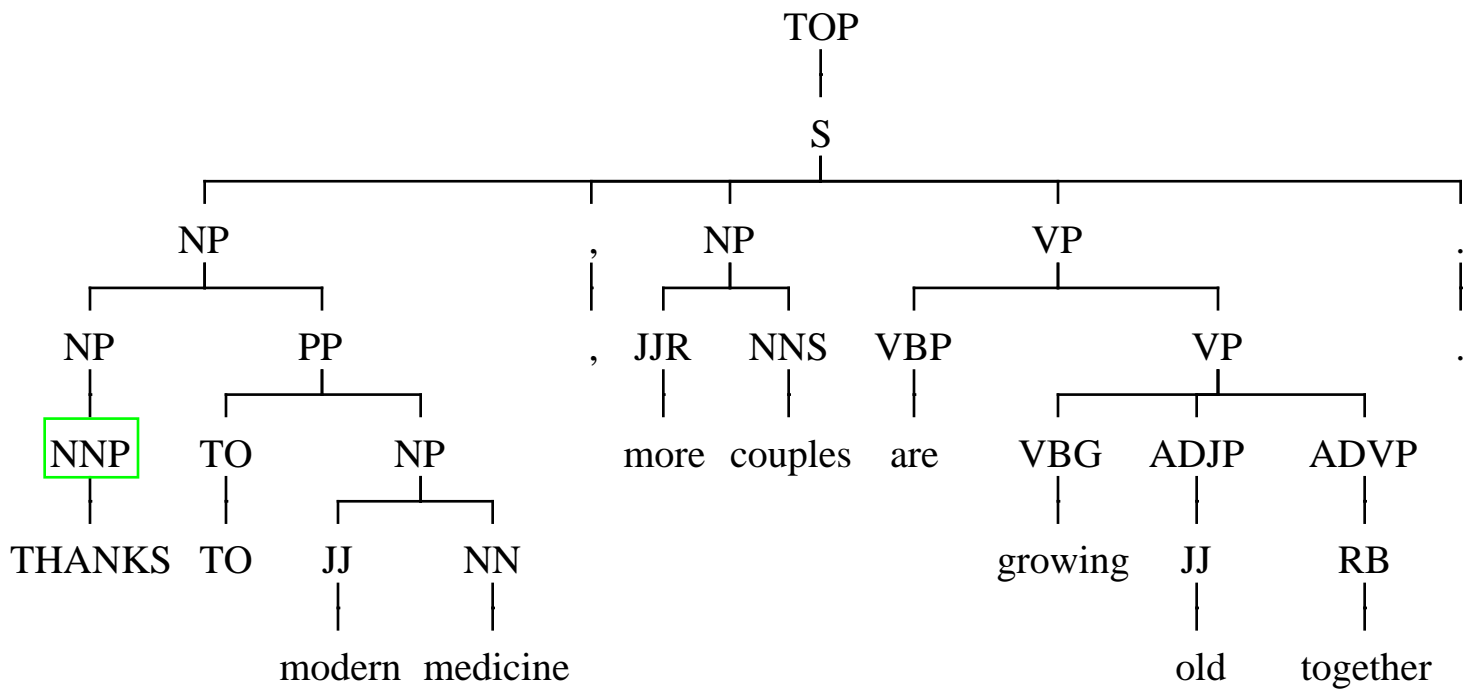 TOP
S
NP , NP VP .
NP PP , JJR NNS VBP VP .
NNP TO NP more couples are VBG ADJP ADVP
THANKS TO JJ NN growing JJ RB
modern medicine old together